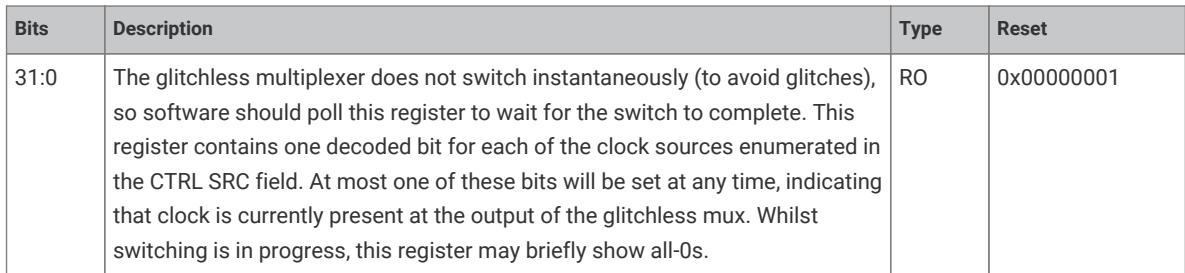 Bits Description Type Reset
31:0 The glitchless multiplexer does not switch instantaneously (to avoid glitches), RO 0x00000001
so software should poll this register to wait for the switch to complete. This
register contains one decoded bit for each of the clock sources enumerated in
the CTRL SRC field. At most one of these bits will be set at any time, indicating
that clock is currently present at the output of the glitchless mux. Whilst
switching is in progress, this register may briefly show all-0s.